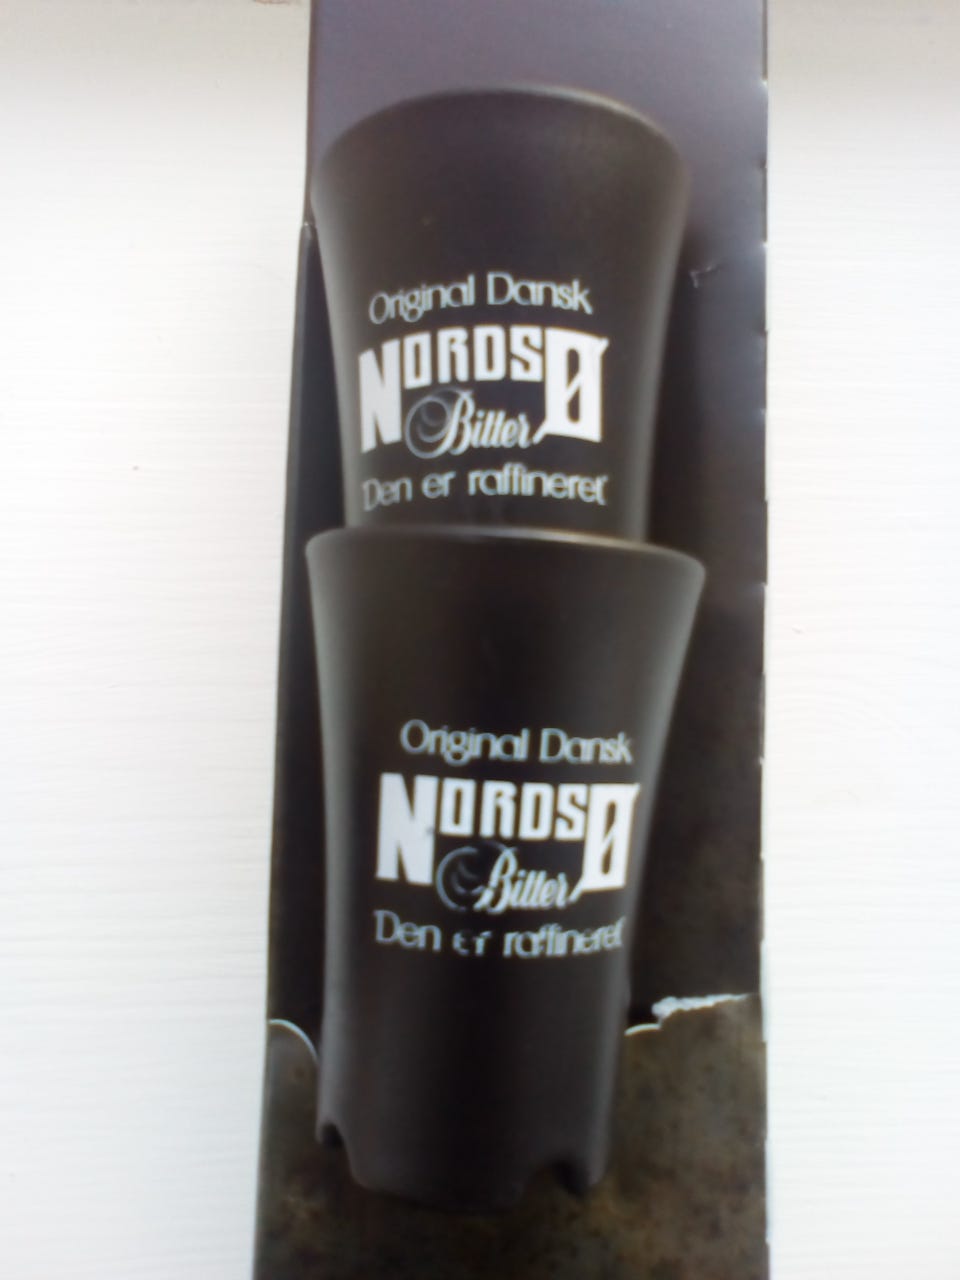 Original Dansk
NORDSØ
Bitter
'Den er raffineret'
Original Dansk
NORDSØ
Bitter
'Den er raffineret'